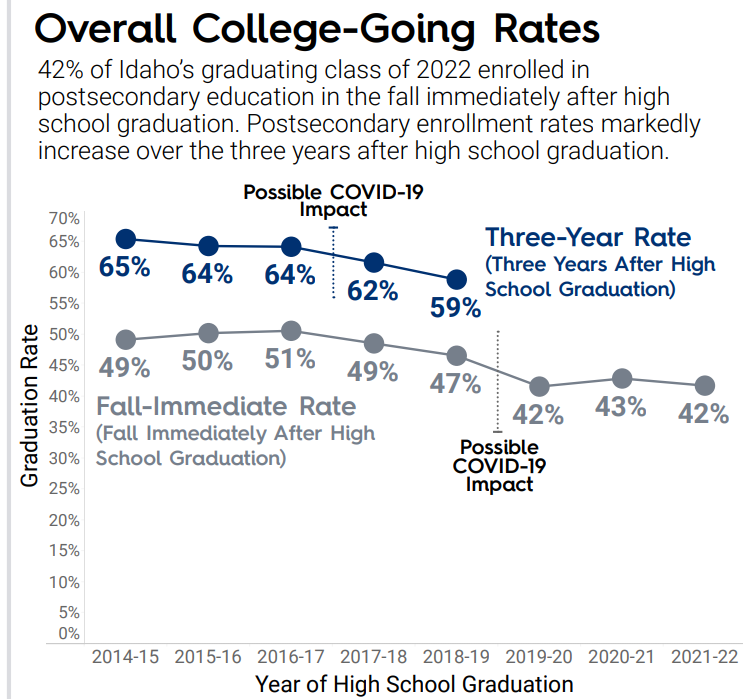 Overall College-Going Rates
42% of Idaho’s graduating class of 2022 enrolled in
postsecondary education in the fall immediately after high
school graduation. Postsecondary enrollment rates markedly
increase over the three years after high school graduation.
Possible COVID-19
Impact
70%
65%
60%
55%
50%
45%
40%
35%
30%
25%
20%
15%
10%
5%
0%
Graduation Rate
Three-Year Rate
(Three Years After High
School Graduation)
65%
64%
64%
62%
59%
49%
50%
51%
49%
47%
42%
43%
42%
Fall-Immediate Rate
(Fall Immediately After High
School Graduation)
Possible
COVID-19
Impact
2014-15 2015-16 2016-17 2017-18 2018-19 2019-20 2020-21 2021-22
Year of High School Graduation